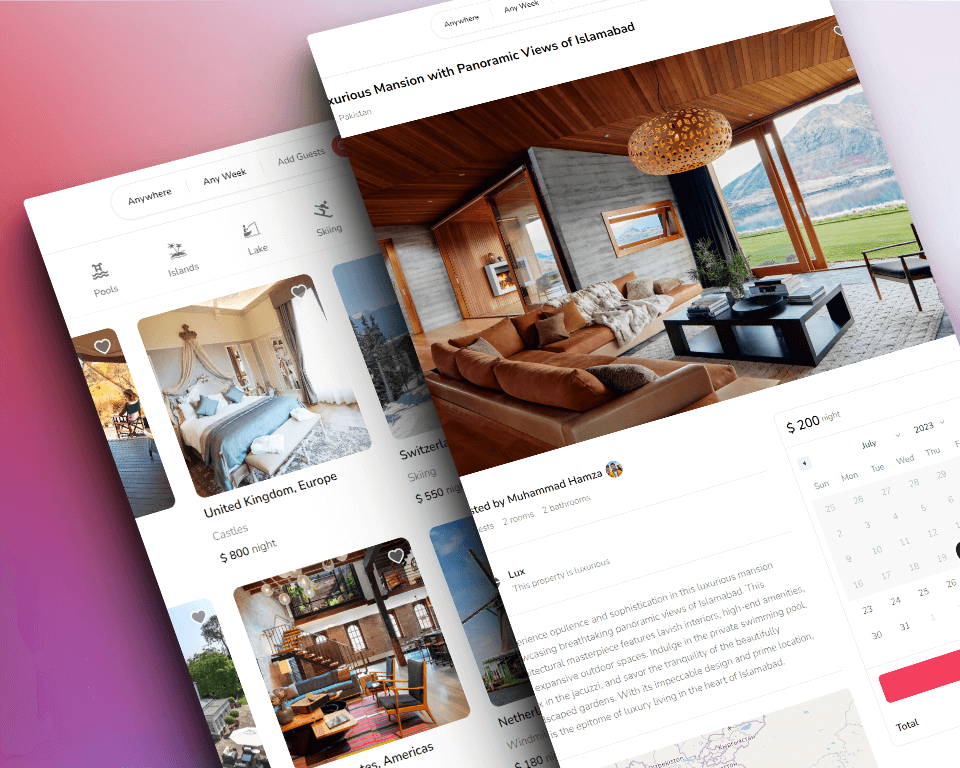 Anywhere
Any Week
Add Guests
Pools
Islands
Lake
Skiing
United Kingdom, Europe
Castles
$ 800 night
Switzerla
Skiing
$ 550 nig
tes, Americas
Netherl
Windmi
$ 180 n
Anywhere
Any Week
xurious Mansion with Panoramic Views of Islamabad
Pakistan
sted by Muhammad Hamza
ests 2 rooms 2 bathrooms
Lux
This property is luxurious
erience opulence and sophistication in this luxurious mansion
wcasing breathtaking panoramic views of Islamabad. This
itectural masterpiece features lavish interiors, high-end amenities,
expansive outdoor spaces. Indulge in the private swimming pool,
x in the jacuzzi, and savor the tranquility of the beautifully
scaped gardens. With its impeccable design and prime location,
is the epitome of luxury living in the heart of Islamabad.
$ 200 night
July 2023
Sun Mon Tue Wed Thu F
25 26 27 28 29
2 3 4 5 6
9 10 11 12 13
16 17 18 19
23 24 25 26
30 31 1
Total
Кыргызстан
Oʻzbekiston
Тоҷикистон